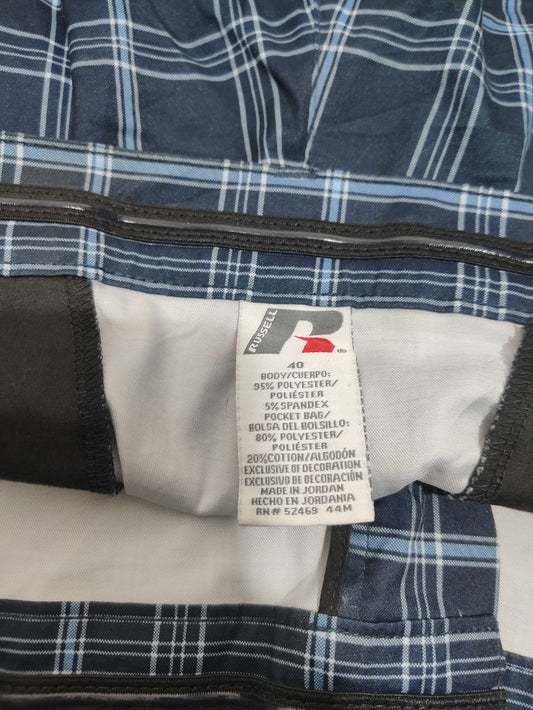 RUSSELL
®
40
BODY/CUERPO:
95% POLYESTER/
POLIÉSTER
5% SPANDEX
POCKET BAG/
BOLSA DEL BOLSILLO:
80% POLYESTER/
POLIÉSTER
20%COTTON/ALGODÓN
EXCLUSIVE OF DECORATION
EXCLUSIVO DE DECORACIÓN
MADE IN JORDAN
HECHO EN JORDANIA
RN# 52469 44M